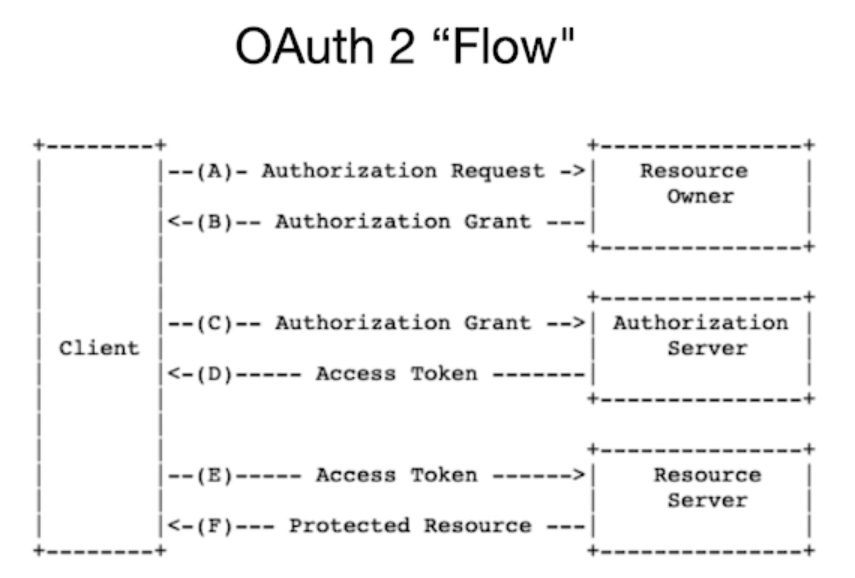 OAuth 2 “Flow"
+--------+                               +---------------+
|        |--(A)- Authorization Request ->|   Resource    |
|        |                               |     Owner     |
|        |<-(B)-- Authorization Grant ---|               |
|        |                               +---------------+
|        |
|        |                               +---------------+
|        |--(C)-- Authorization Grant -->| Authorization |
| Client |                               |     Server    |
|        |<-(D)----- Access Token -------|               |
|        |                               +---------------+
|        |
|        |                               +---------------+
|        |--(E)----- Access Token ------>|    Resource   |
|        |                               |     Server    |
|        |<-(F)--- Protected Resource ---|               |
+--------+                               +---------------+